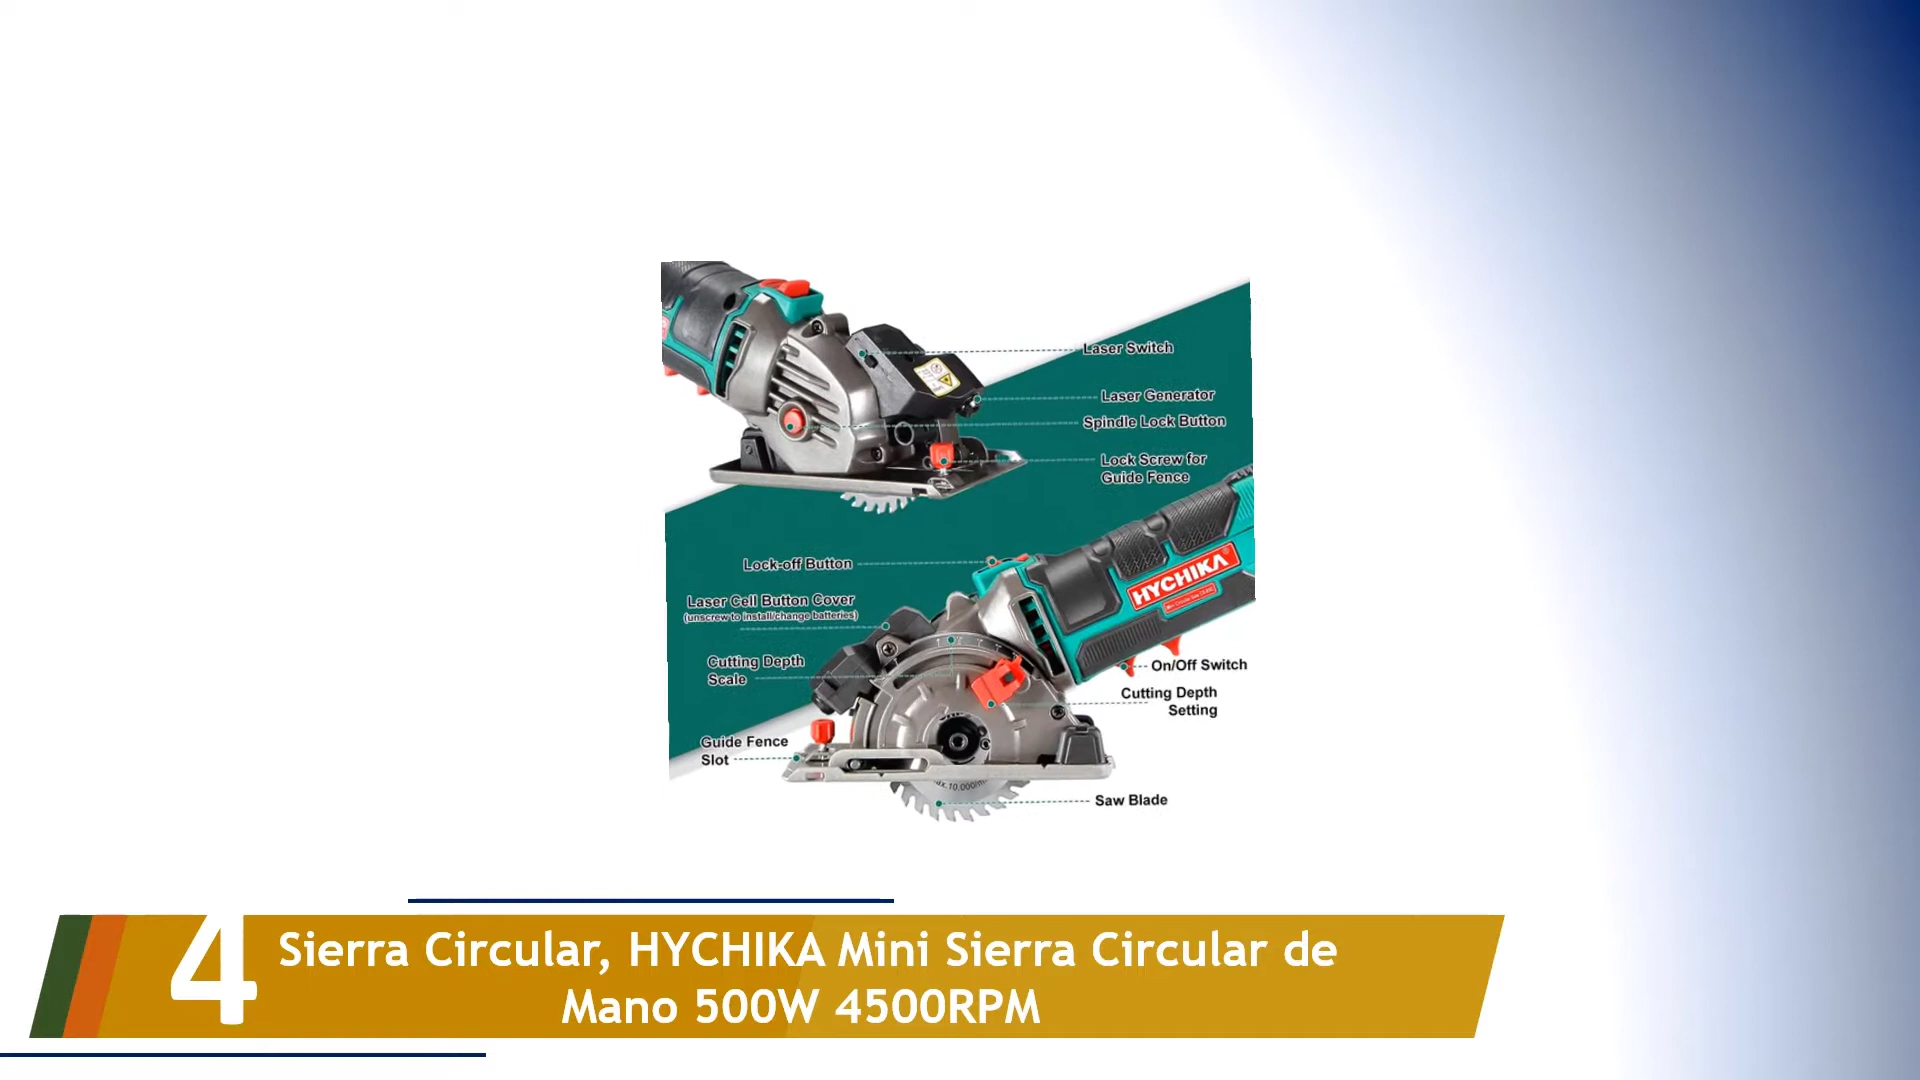 Laser Switch
Laser Generator
Spindle Lock Button
Lock Screw for
Guide Fence
Lock-off Button
HYCHIKA
Laser Cell Button Cover
(unscrew to install/change batteries)
Cutting Depth
Scale
On/Off Switch
Cutting Depth
Setting
Guide Fence
Slot
Saw Blade
4
Sierra Circular, HYCHIKA Mini Sierra Circular de
Mano 500W 4500RPM